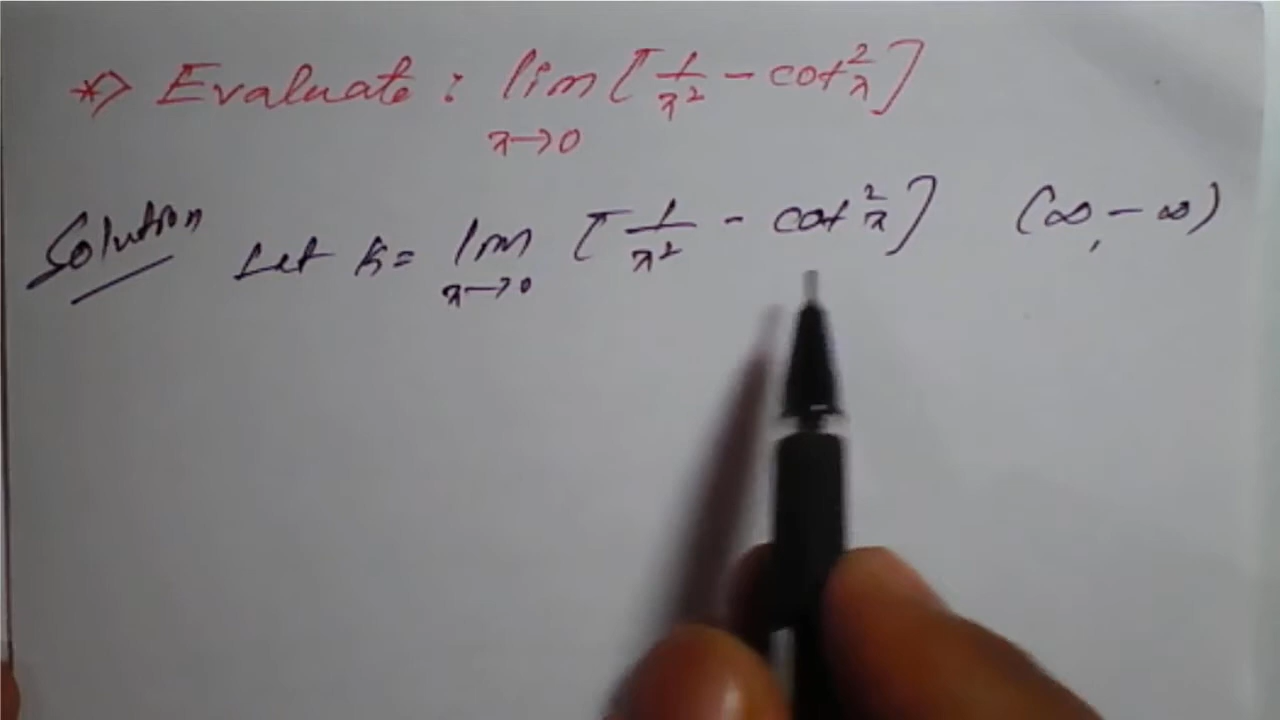 *) Evaluate : lim [ 1/x² - cot²x ]
x→0
Solution Let K = lim [ 1/x² - cot²x ] (∞ - ∞)
x→0